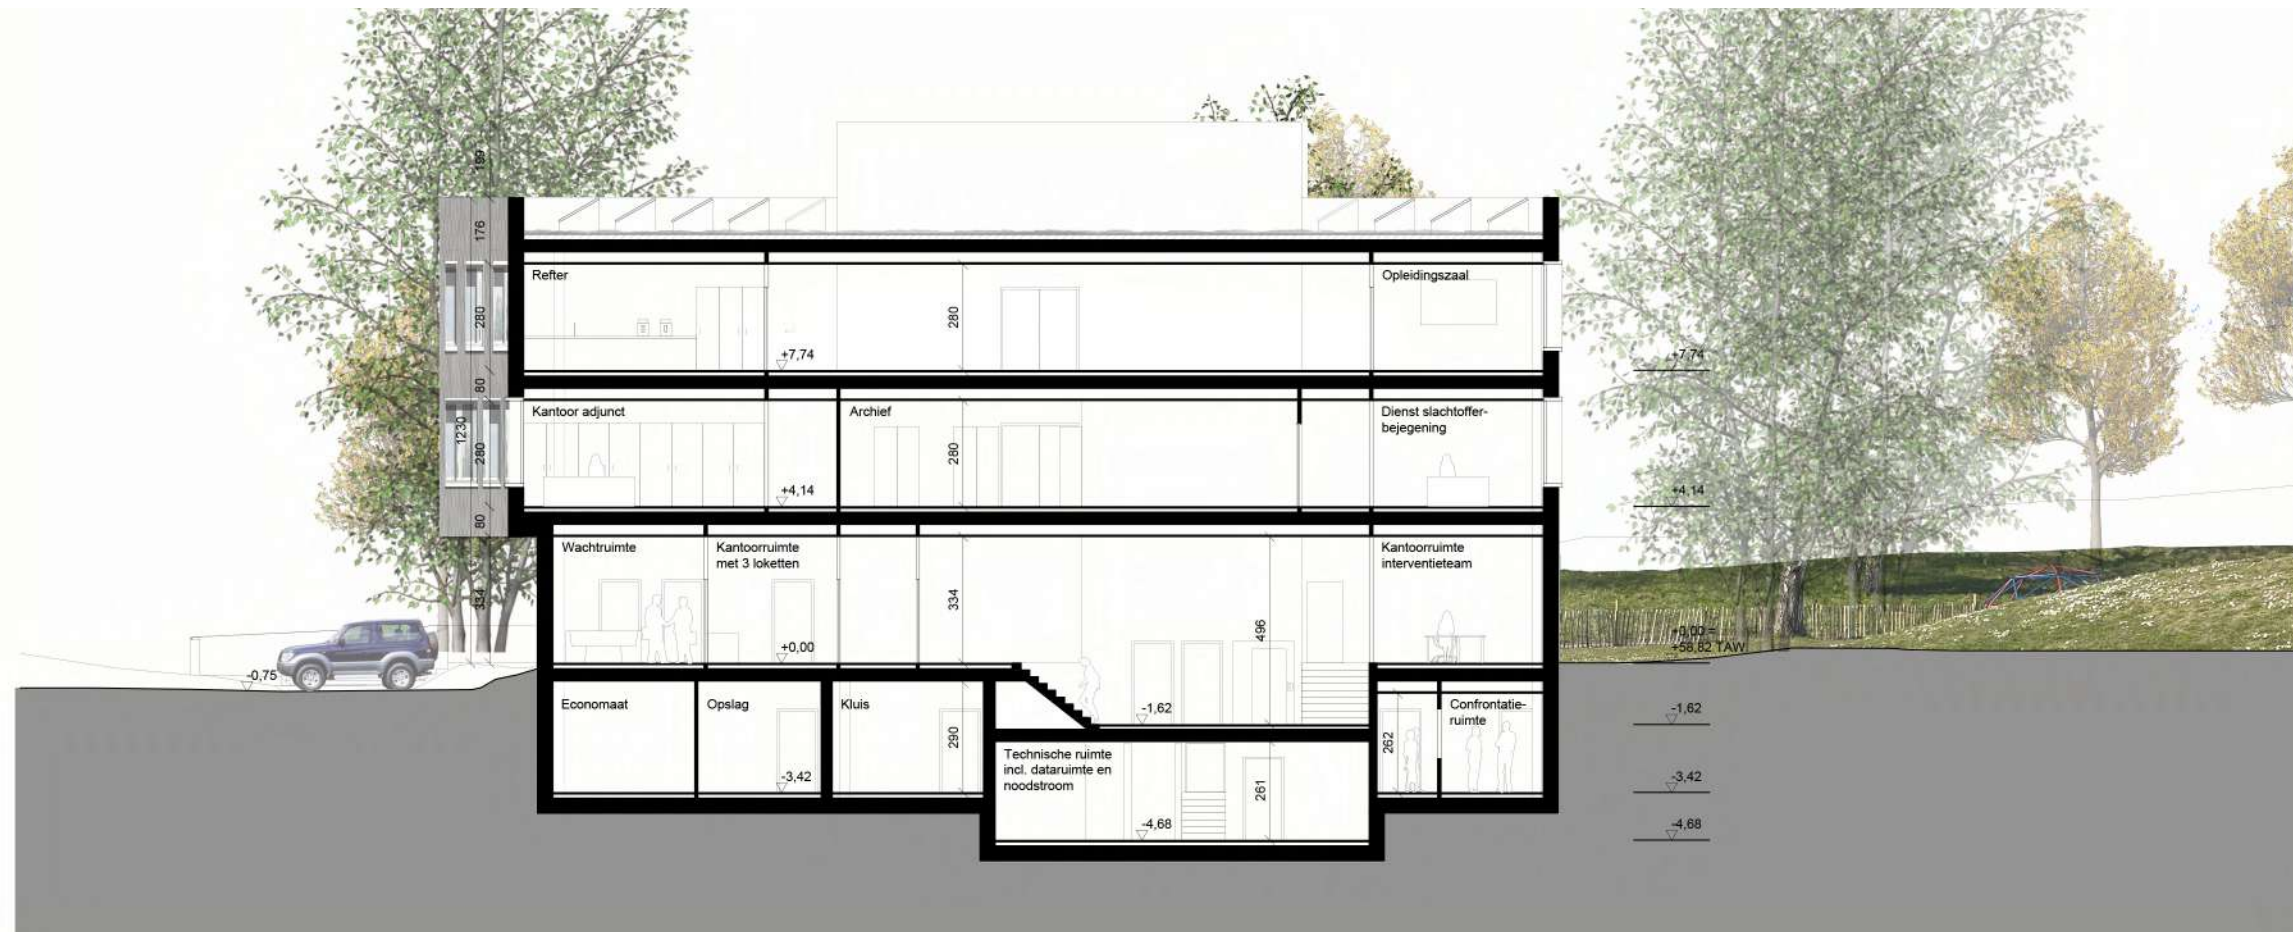 199
176
Refter
Opleidingszaal
280
280
+7,74
+7,74
80
Kantoor adjunct
Archief
Dienst slachtoffer-
bejegening
1230
280
280
+4,14
+4,14
80
Wachtruimte
Kantoorruimte
met 3 loketten
Kantoorruimte
interventieteam
334
334
496
+0,00
+0,00 =
+58,82 TAW
-0,75
Economaat
Opslag
Kluis
-1,62
Confrontatie-
ruimte
-1,62
290
262
Technische ruimte
incl. dataruimte en
noodstroom
-3,42
261
-3,42
-4,68
-4,68